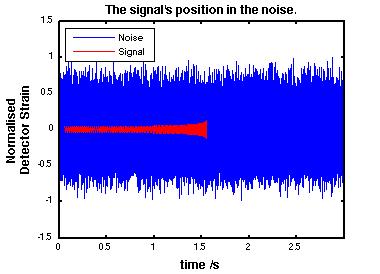 The signal's position in the noise.
1.5
Noise
Signal
1
0.5
0
-0.5
-1
-1.5
Normalised
Detector Strain
0 0.5 1 1.5 2 2.5
time /s